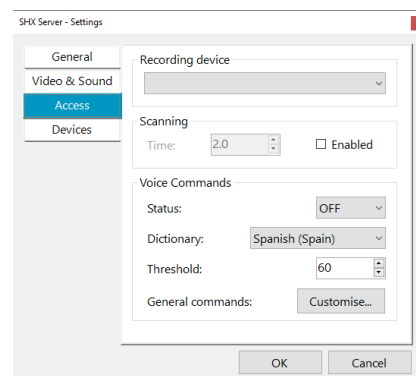 SHX Server - Settings
General
Video & Sound
Access
Devices
Recording device
Scanning
Time: 2.0 Enabled
Voice Commands
Status: OFF
Dictionary: Spanish (Spain)
Threshold: 60
General commands: Customise...
OK Cancel